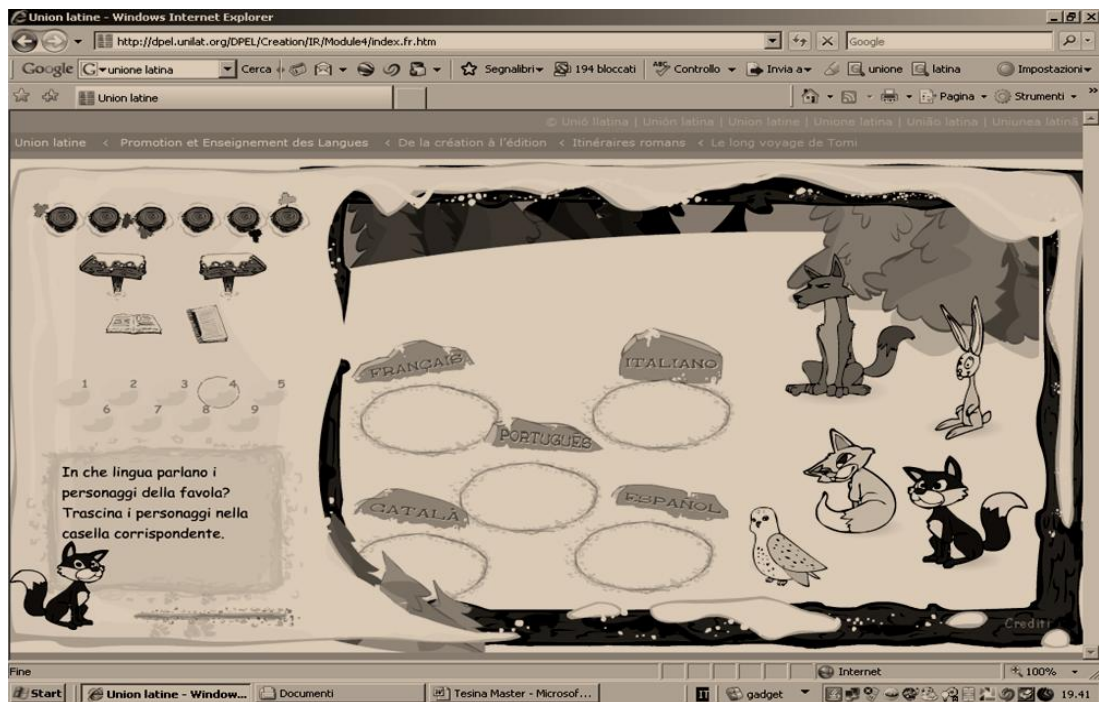 Union latine - Windows Internet Explorer
http://dpel.unilat.org/DPEL/Creation/IR/Module4/index.fr.htm
Google
Google unione latina Cerca Segnalibri 194 bloccati Controllo Invia a unione latina Impostazioni
Union latine Pagina Strumenti
© Unió llatina | Unión latina | Union latine | Unione latina | União latina | Uniunea latină
Union latine < Promotion et Enseignement des Langues < De la création à l'édition < Itinéraires romans < Le long voyage de Tomi
FRANÇAIS
ITALIANO
PORTUGUÊS
CATALÀ
ESPAÑOL
1 2 3 4 5
6 7 8 9
In che lingua parlano i
personaggi della favola?
Trascina i personaggi nella
casella corrispondente.
Crediti
Fine Internet 100%
Start Union latine - Window... Documenti Tesina Master - Microsof... IT gadget 19.41